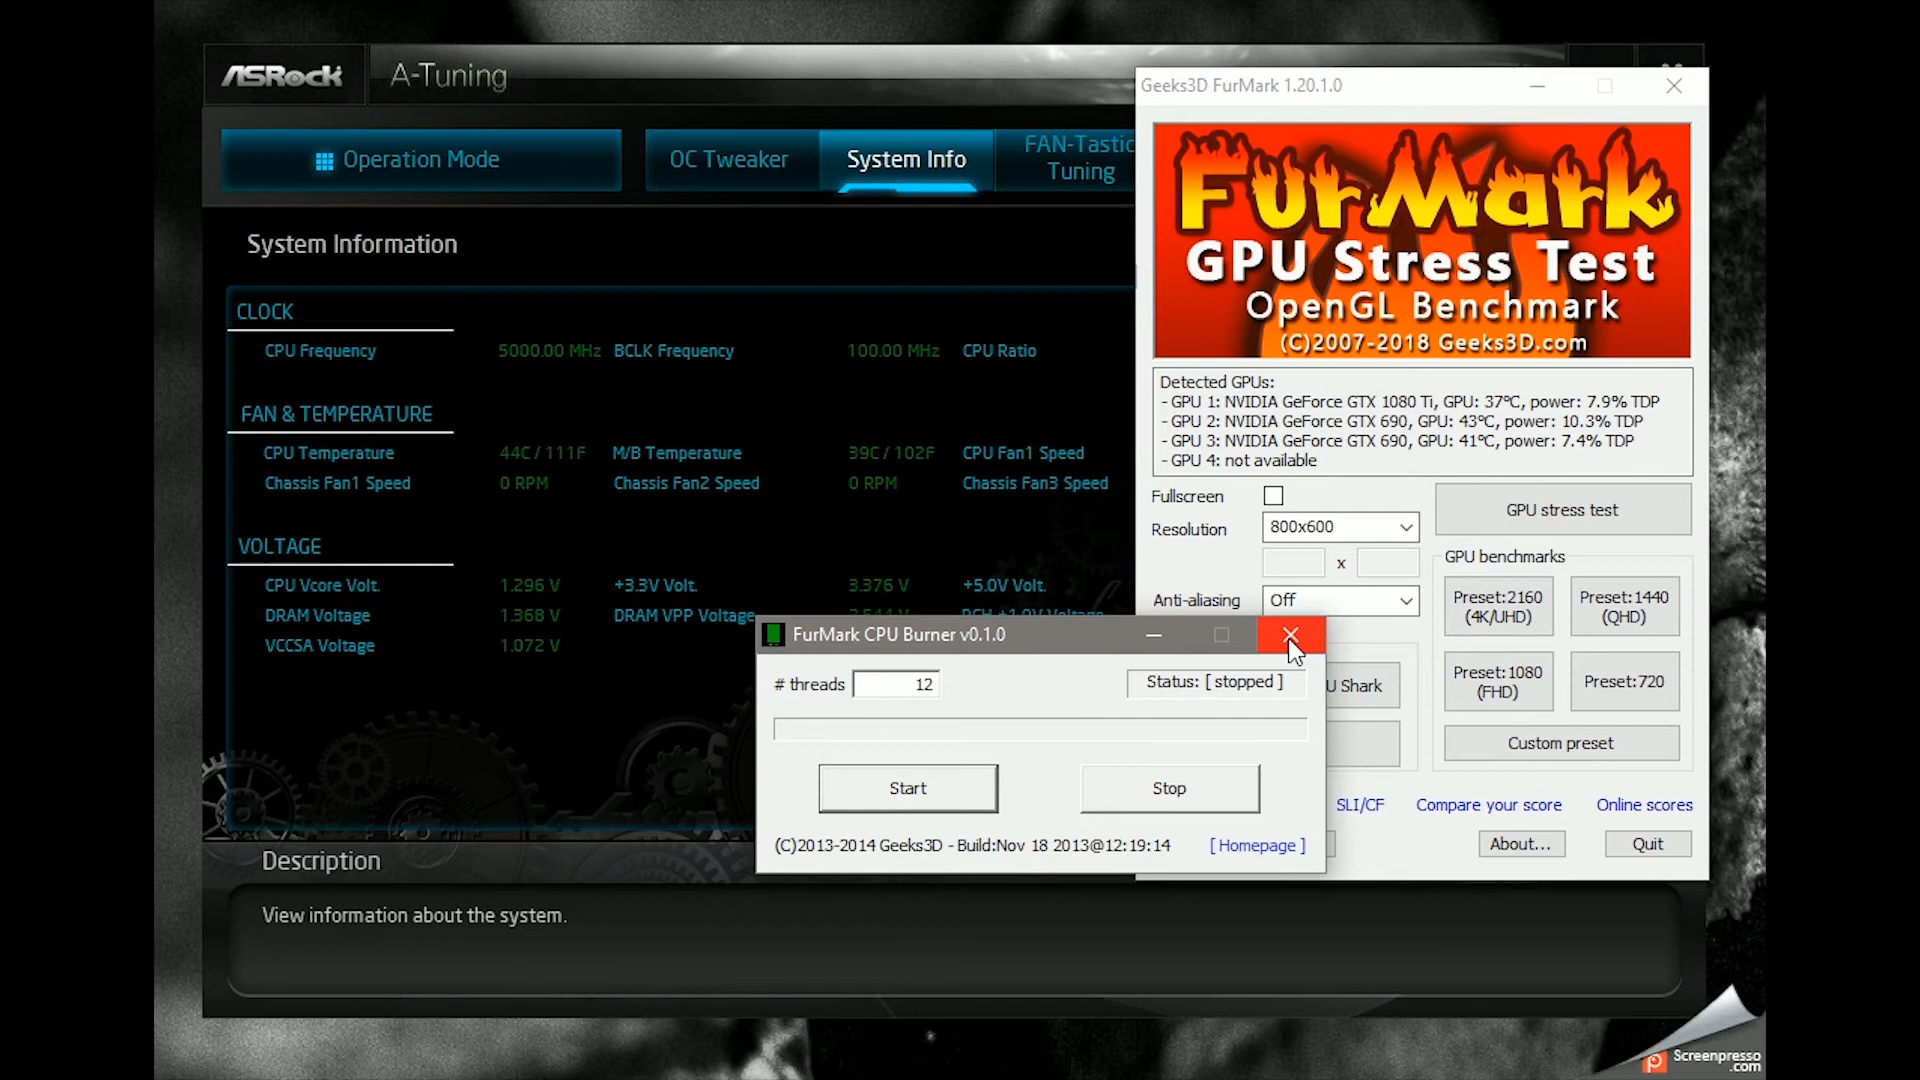 ASRock
A-Tuning
Operation Mode
OC Tweaker
System Info
FAN-Tastic
Tuning
System Information
CLOCK
CPU Frequency 5000.00 MHz BCLK Frequency 100.00 MHz CPU Ratio
FAN & TEMPERATURE
CPU Temperature 44C / 111F M/B Temperature 39C / 102F CPU Fan1 Speed
Chassis Fan1 Speed 0 RPM Chassis Fan2 Speed 0 RPM Chassis Fan3 Speed
VOLTAGE
CPU Vcore Volt. 1.296 V +3.3V Volt. 3.376 V +5.0V Volt.
DRAM Voltage 1.368 V DRAM VPP Voltage
VCCSA Voltage 1.072 V
Description
View information about the system.
Geeks3D FurMark 1.20.1.0
FurMark
GPU Stress Test
OpenGL Benchmark
(C)2007-2018 Geeks3D.com
Detected GPUs:
- GPU 1: NVIDIA GeForce GTX 1080 Ti, GPU: 37°C, power: 7.9% TDP
- GPU 2: NVIDIA GeForce GTX 690, GPU: 43°C, power: 10.3% TDP
- GPU 3: NVIDIA GeForce GTX 690, GPU: 41°C, power: 7.4% TDP
- GPU 4: not available
Fullscreen
Resolution 800x600
x
Anti-aliasing Off
GPU stress test
GPU benchmarks
Preset:2160
(4K/UHD)
Preset:1440
(QHD)
Preset:1080
(FHD)
Preset:720
Custom preset
U Shark
SLI/CF Compare your score Online scores
About... Quit
FurMark CPU Burner v0.1.0
# threads 12 Status: [ stopped ]
Start Stop
(C)2013-2014 Geeks3D - Build:Nov 18 2013@12:19:14 [ Homepage ]
Screenpresso
.com